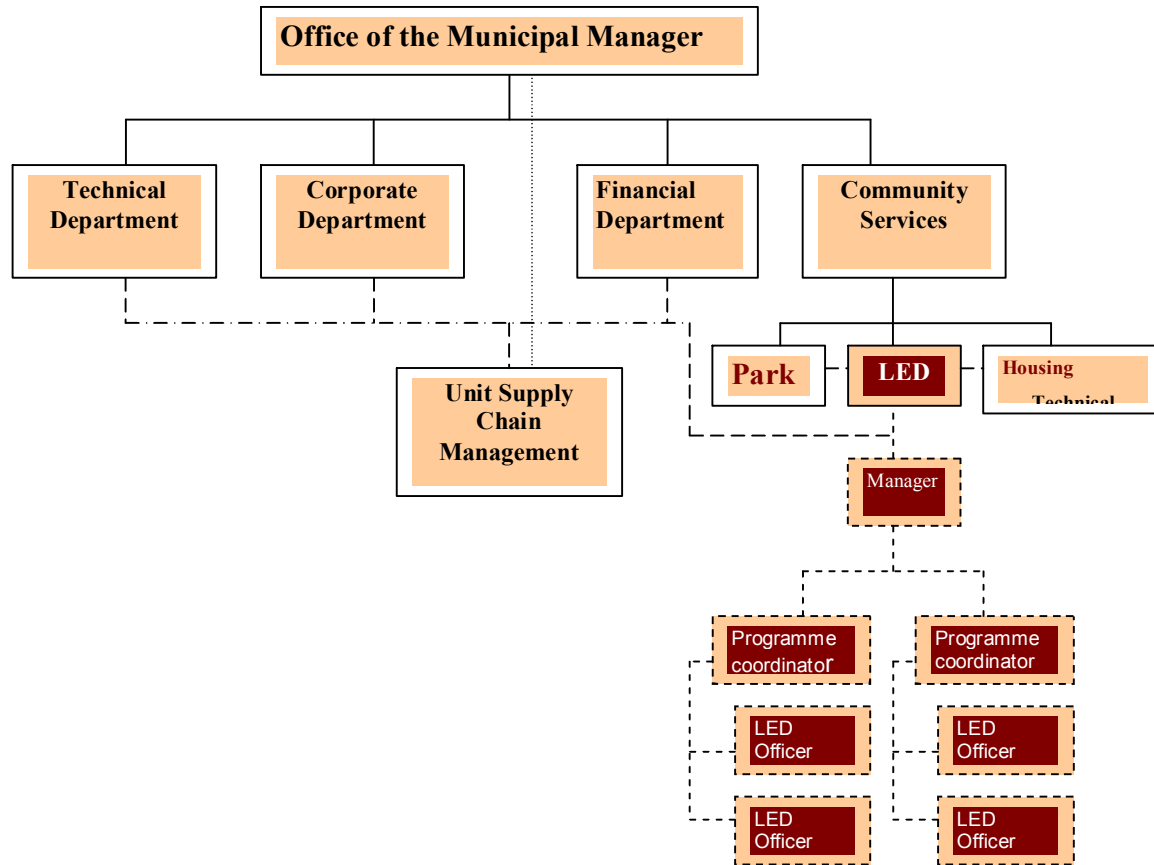 Office of the Municipal Manager
Technical
Department
Corporate
Department
Financial
Department
Community
Services
Unit Supply
Chain
Management
Park
LED
Housing
Technical
Manager
Programme
coordinator
Programme
coordinator
LED
Officer
LED
Officer
LED
Officer
LED
Officer